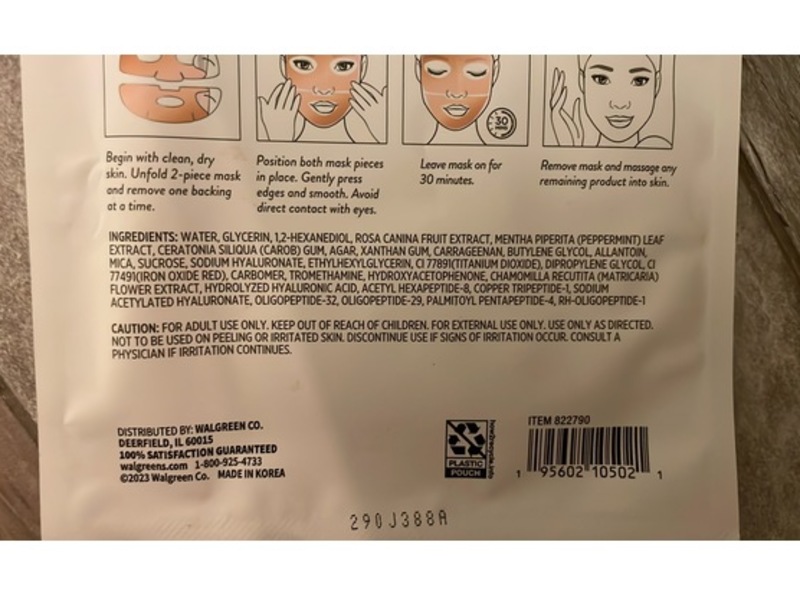 30
MINS
Begin with clean, dry
skin. Unfold 2-piece mask
and remove one backing
at a time.
Position both mask pieces
in place. Gently press
edges and smooth. Avoid
direct contact with eyes.
Leave mask on for
30 minutes.
Remove mask and massage any
remaining product into skin.
INGREDIENTS: WATER, GLYCERIN, 1,2-HEXANEDIOL, ROSA CANINA FRUIT EXTRACT, MENTHA PIPERITA (PEPPERMINT) LEAF
EXTRACT, CERATONIA SILIQUA (CAROB) GUM, AGAR, XANTHAN GUM, CARRAGEENAN, BUTYLENE GLYCOL, ALLANTOIN,
MICA, SUCROSE, SODIUM HYALURONATE, ETHYLHEXYLGLYCERIN, CI 77891(TITANIUM DIOXIDE), DIPROPYLENE GLYCOL, CI
77491(IRON OXIDE RED), CARBOMER, TROMETHAMINE, HYDROXYACETOPHENONE, CHAMOMILLA RECUTITA (MATRICARIA)
FLOWER EXTRACT, HYDROLYZED HYALURONIC ACID, ACETYL HEXAPEPTIDE-8, COPPER TRIPEPTIDE-1, SODIUM
ACETYLATED HYALURONATE, OLIGOPEPTIDE-32, OLIGOPEPTIDE-29, PALMITOYL PENTAPEPTIDE-4, RH-OLIGOPEPTIDE-1
CAUTION: FOR ADULT USE ONLY. KEEP OUT OF REACH OF CHILDREN. FOR EXTERNAL USE ONLY. USE ONLY AS DIRECTED.
NOT TO BE USED ON PEELING OR IRRITATED SKIN. DISCONTINUE USE IF SIGNS OF IRRITATION OCCUR. CONSULT A
PHYSICIAN IF IRRITATION CONTINUES.
DISTRIBUTED BY: WALGREEN CO.
DEERFIELD, IL 60015
100% SATISFACTION GUARANTEED
walgreens.com 1-800-925-4733
©2023 Walgreen Co. MADE IN KOREA
PLASTIC
POUCH
how2recycle.info
ITEM 822790
1 95602 10502 1
290J388A